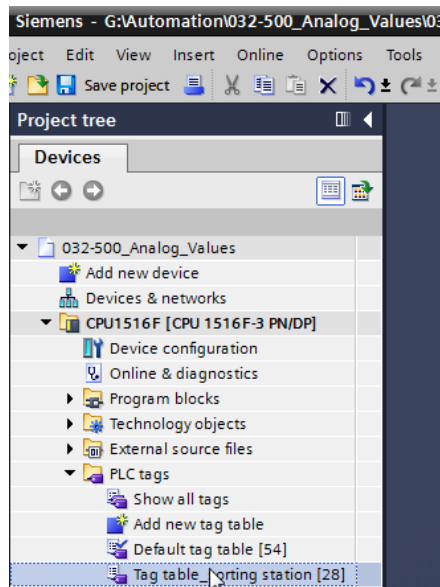 Siemens - G:\Automation\032-500_Analog_Values\03
oject Edit View Insert Online Options Tools
Save project
Project tree
Devices
032-500_Analog_Values
Add new device
Devices & networks
CPU1516F [CPU 1516F-3 PN/DP]
Device configuration
Online & diagnostics
Program blocks
Technology objects
External source files
PLC tags
Show all tags
Add new tag table
Default tag table [54]
Tag table_sorting station [28]